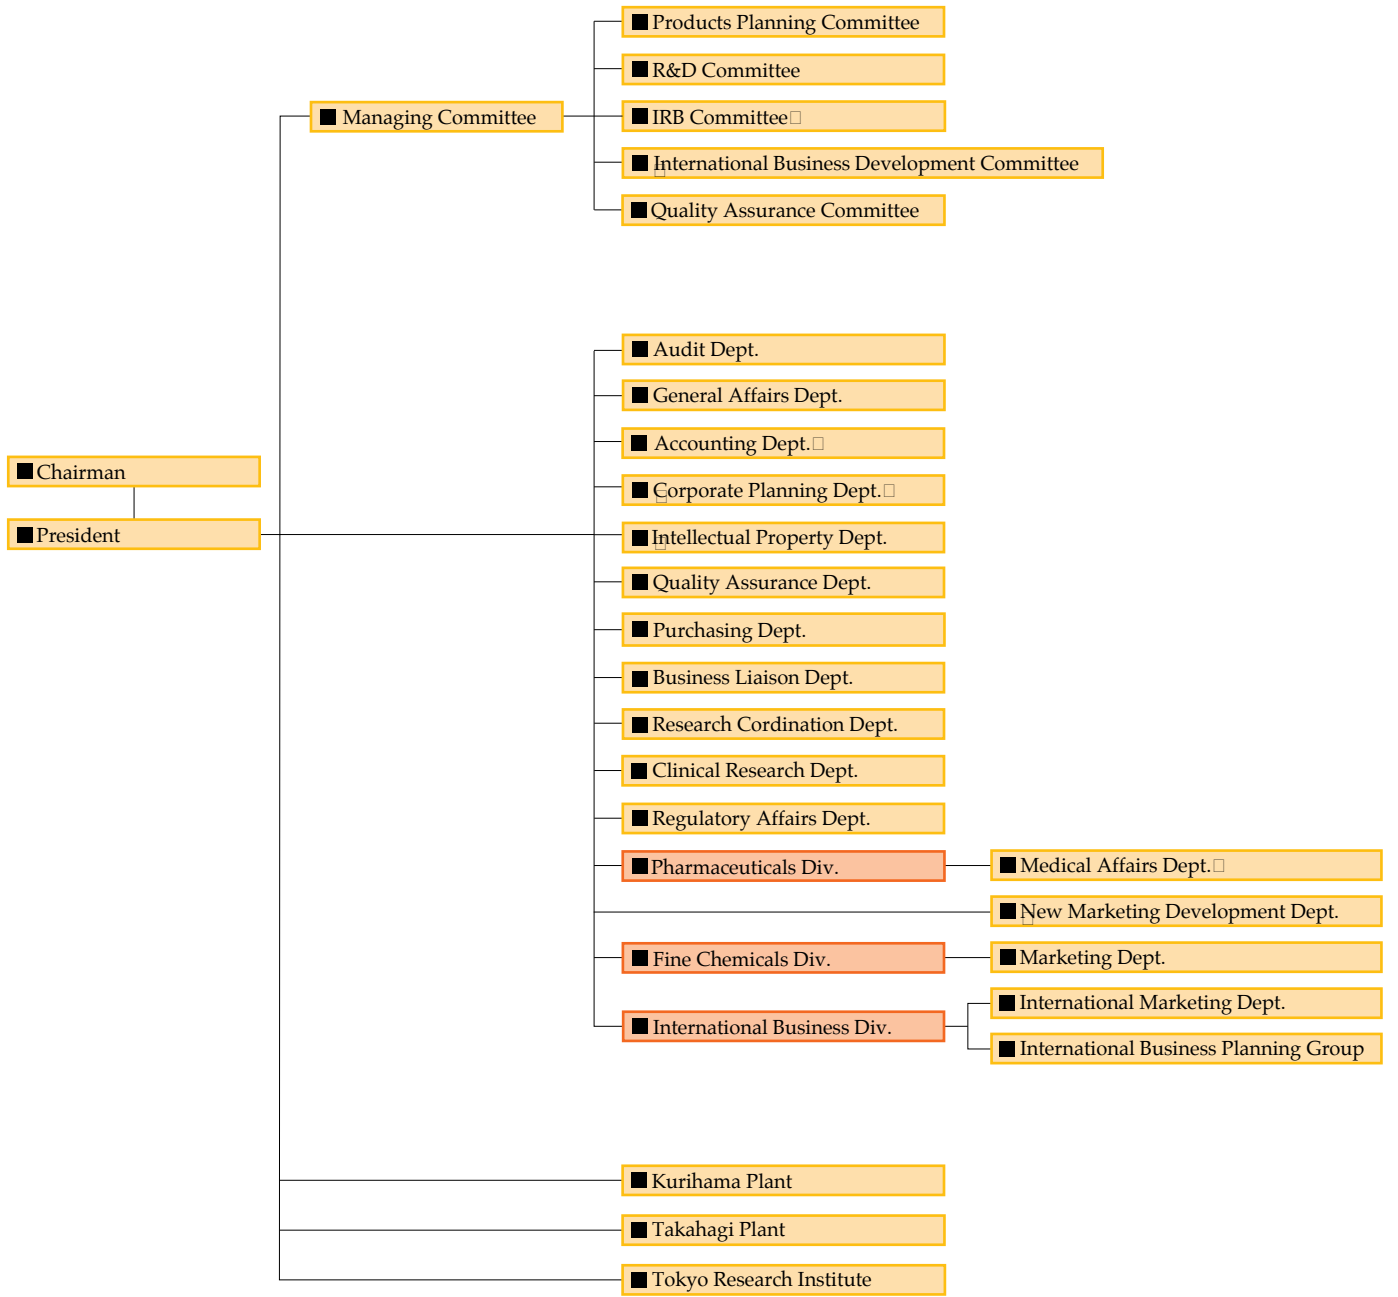 Products Planning Committee
R&D Committee
Managing Committee
IRB Committee
International Business Development Committee
Quality Assurance Committee
Audit Dept.
General Affairs Dept.
Accounting Dept.
Chairman
Corporate Planning Dept.
President
Intellectual Property Dept.
Quality Assurance Dept.
Purchasing Dept.
Business Liaison Dept.
Research Cordination Dept.
Clinical Research Dept.
Regulatory Affairs Dept.
Pharmaceuticals Div.
Medical Affairs Dept.
New Marketing Development Dept.
Fine Chemicals Div.
Marketing Dept.
International Marketing Dept.
International Business Div.
International Business Planning Group
Kurihama Plant
Takahagi Plant
Tokyo Research Institute